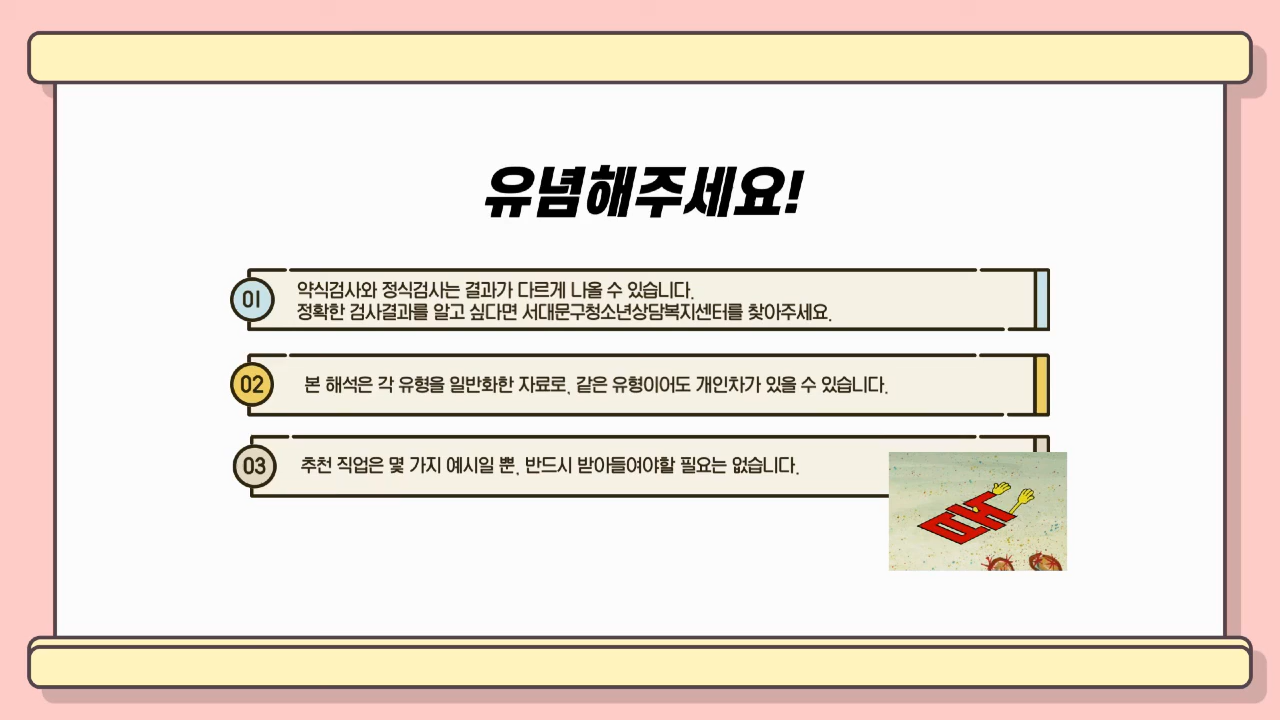 유념해주세요!
01
약식검사와 정식검사는 결과가 다르게 나올 수 있습니다.
정확한 검사결과를 알고 싶다면 서대문구청소년상담복지센터를 찾아주세요.
02
본 해석은 각 유형을 일반화한 자료로, 같은 유형이어도 개인차가 있을 수 있습니다.
03
추천 직업은 몇 가지 예시일 뿐, 반드시 받아들여야할 필요는 없습니다.